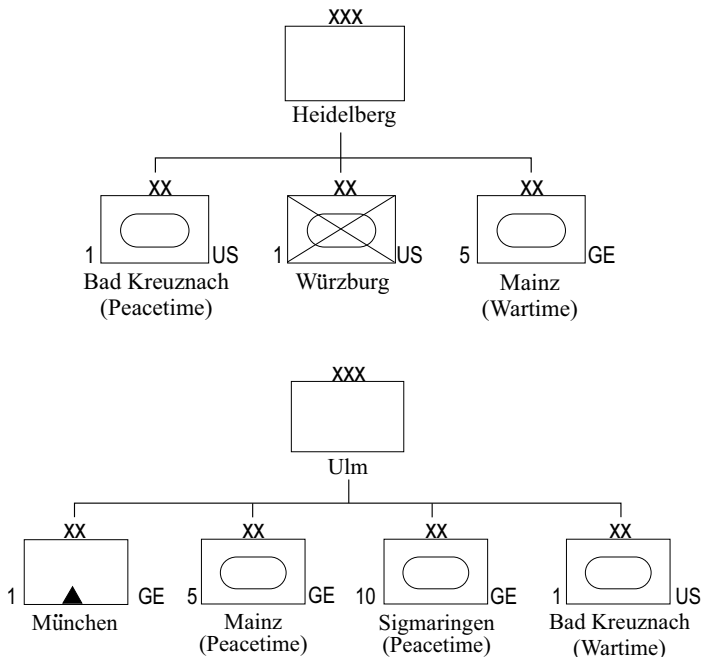 XXX
Heidelberg
XX XX XX
1 US 1 US 5 GE
Bad Kreuznach Würzburg Mainz
(Peacetime) (Wartime)
XXX
Ulm
XX XX XX XX
1 GE 5 GE 10 GE 1 US
München Mainz Sigmaringen Bad Kreuznach
(Peacetime) (Peacetime) (Wartime)